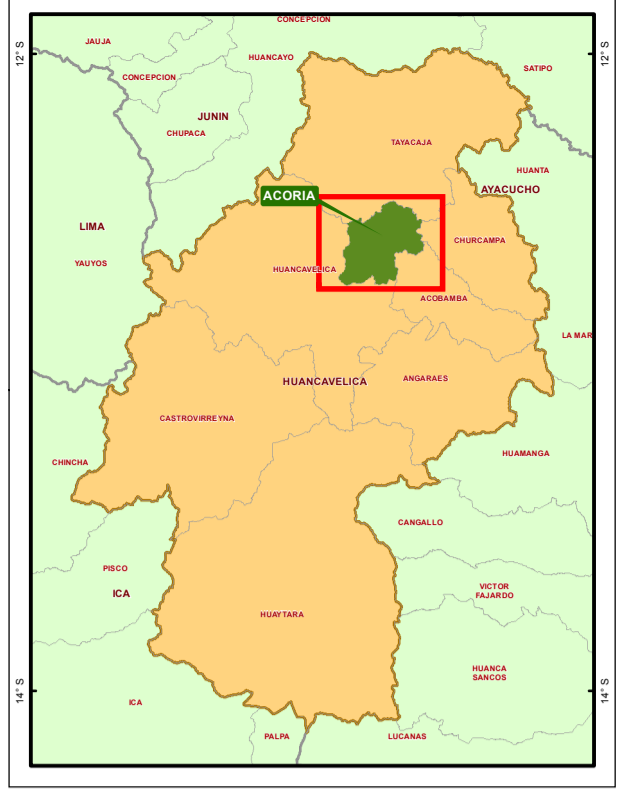 CONCEPCION
JAUJA
HUANCAYO
12° S
12° S
SATIPO
CONCEPCION
JUNIN
CHUPACA
TAYACAJA
HUANTA
AYACUCHO
ACORIA
LIMA
CHURCAMPA
YAUYOS
HUANCAVELICA
ACOBAMBA
LA MAR
HUANCAVELICA
ANGARAES
CASTROVIRREYNA
HUAMANGA
CHINCHA
CANGALLO
PISCO
ICA
VICTOR
FAJARDO
HUAYTARA
HUANCA
SANCOS
14° S
14° S
ICA
PALPA
LUCANAS